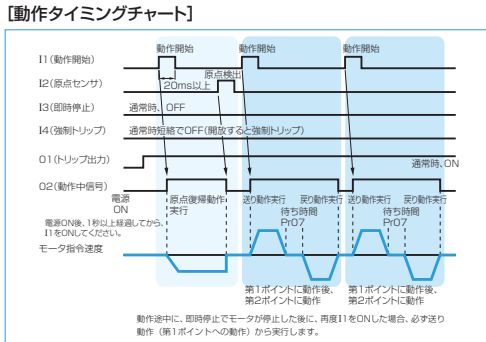 [動作タイミングチャート]
動作開始 動作開始 動作開始
I1(動作開始)
I2(原点センサ) 20ms以上 原点検出
I3(即時停止) 通常時、OFF
I4(強制トリップ) 通常時短絡でOFF(開放すると強制トリップ)
O1(トリップ出力) 通常時、ON
O2(動作中信号)
電源
ON
原点復帰動作
実行
送り動作実行 戻り動作実行 送り動作実行 戻り動作実行
待ち時間 待ち時間
Pr07 Pr07
電源ON後、1秒以上経過してから、
I1をONしてください。
モータ指令速度
第1ポイントに動作後、 第1ポイントに動作後、
第2ポイントに動作 第2ポイントに動作
動作途中に、即時停止でモータが停止した後に、再度I1をONした場合、必ず送り
動作(第1ポイントへの動作)から実行します。